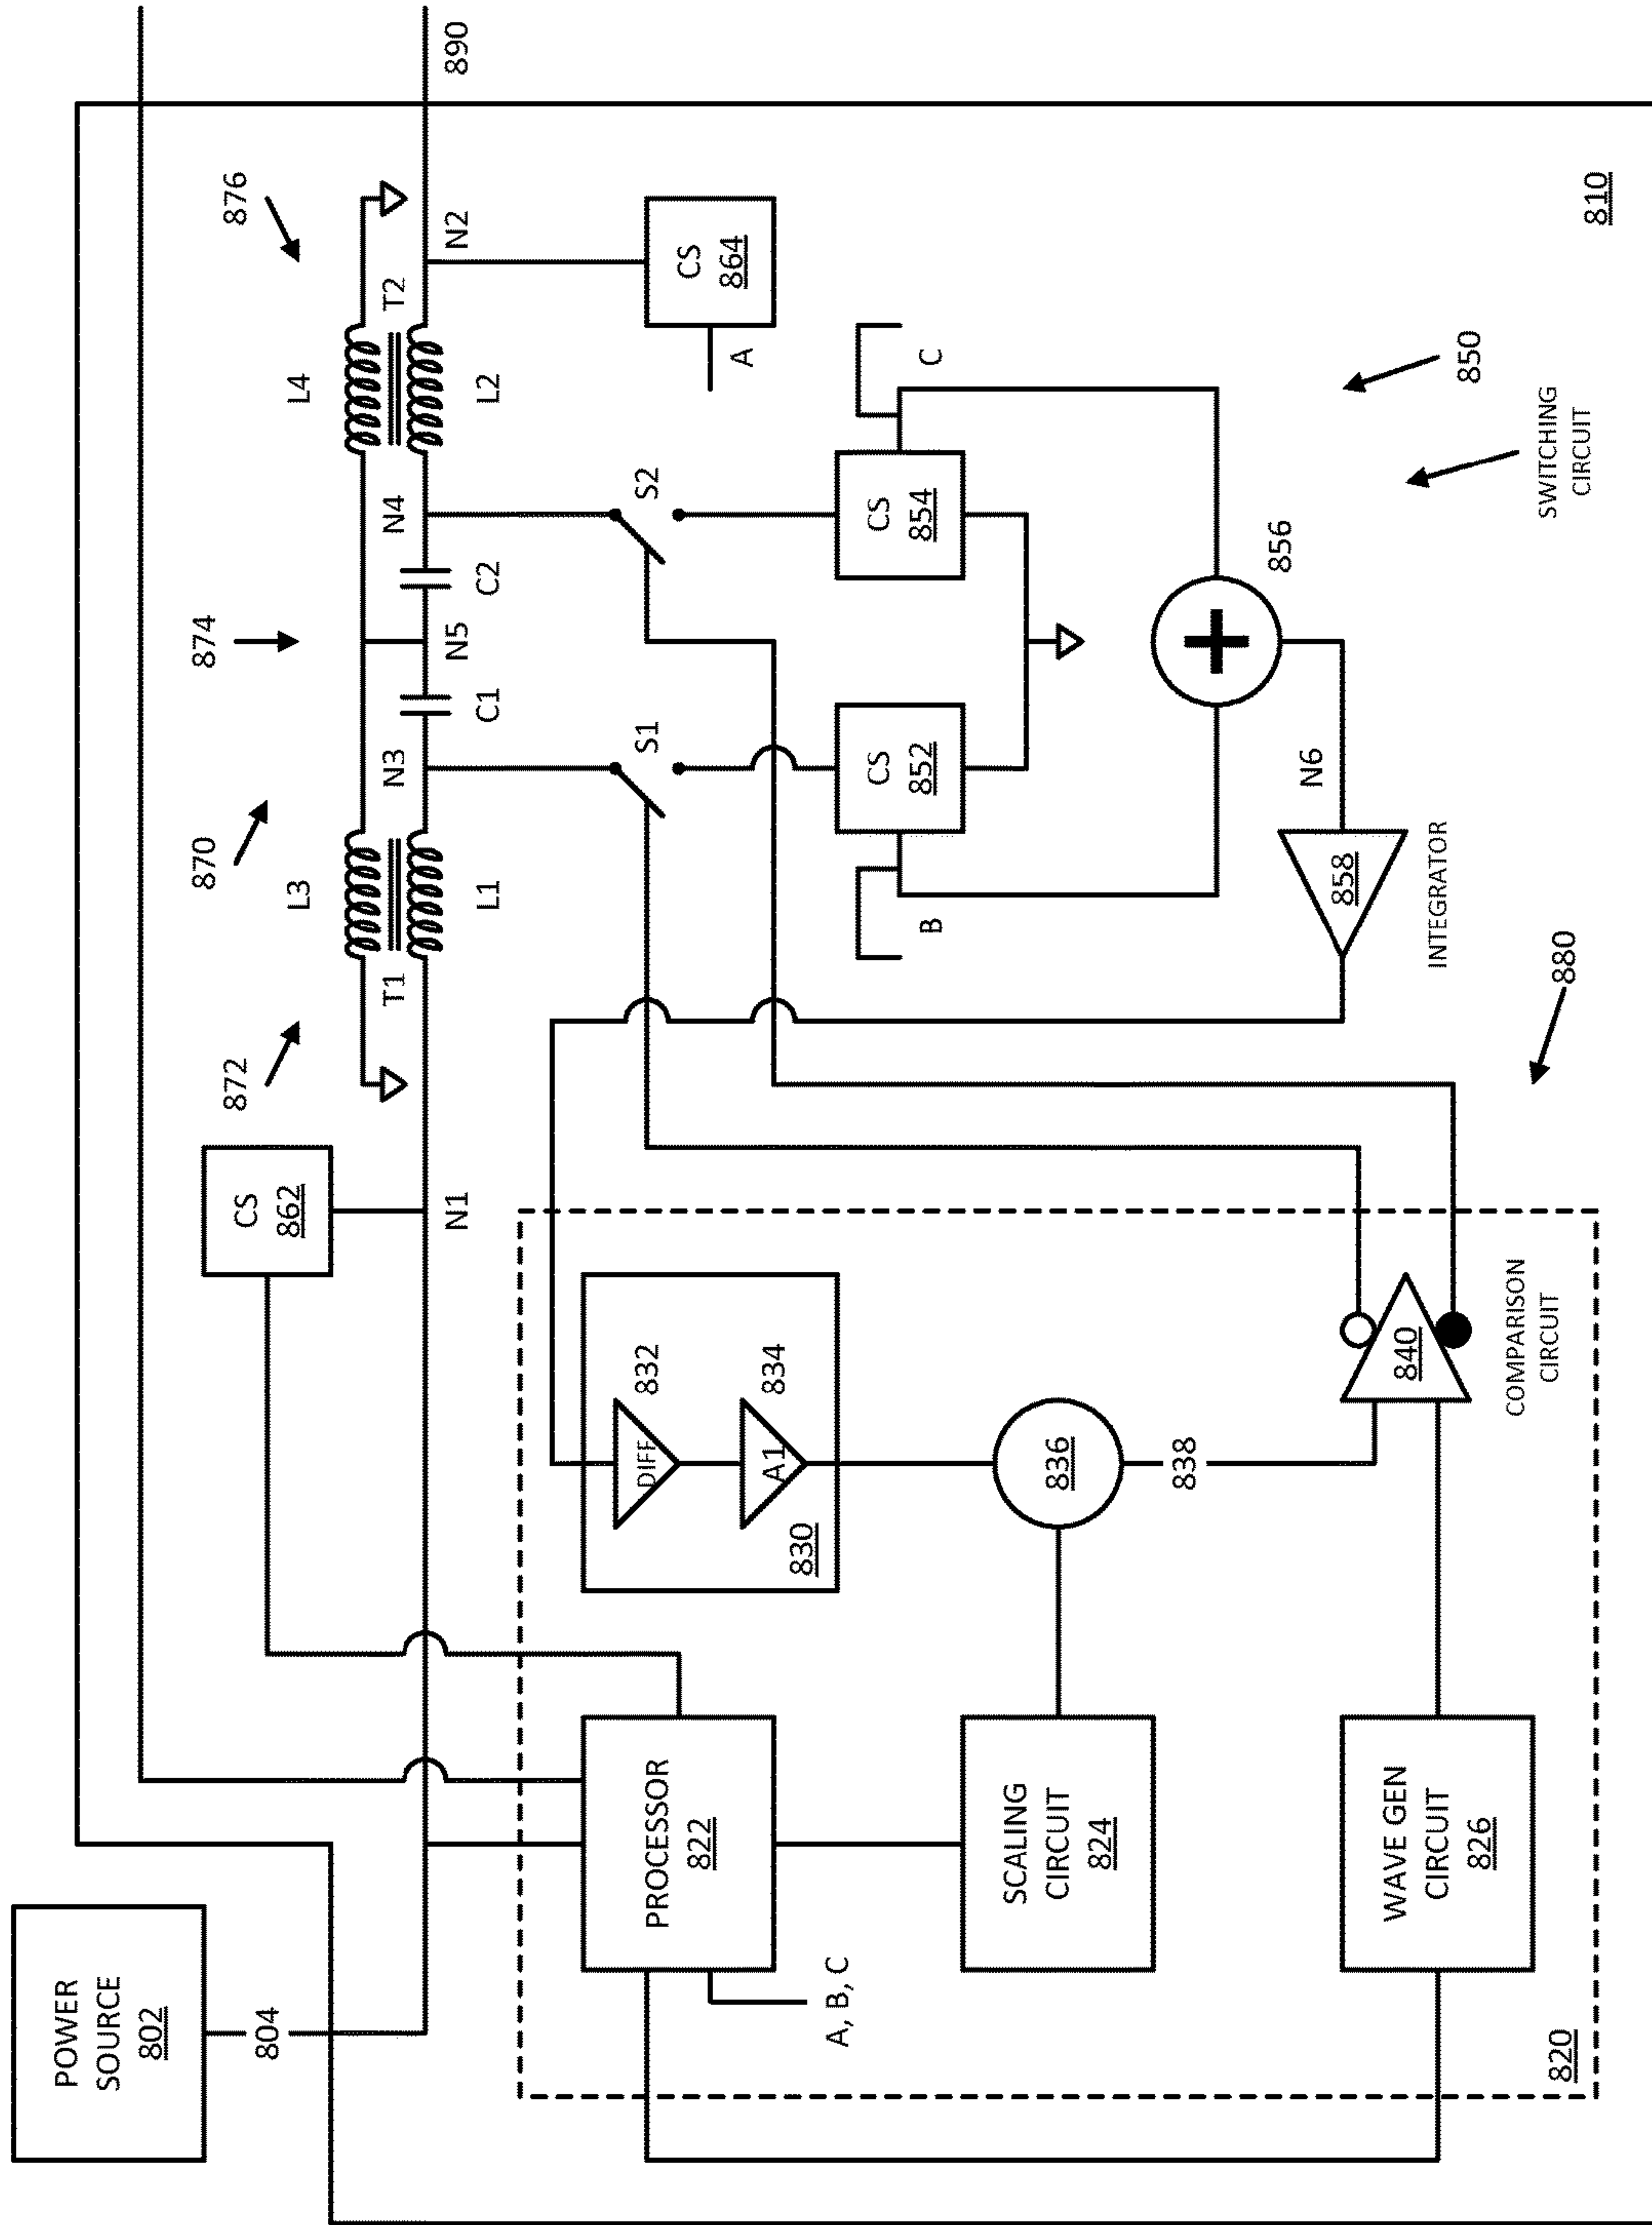 POWER
SOURCE
802
804
872
870
874
876
CS
862
L3
L4
T1
T2
N1
N3
N5
N4
N2
890
L1
C1
C2
L2
PROCESSOR
822
A, B, C
830
DIFF
832
A1
834
S1
S2
CS
864
A
CS
852
CS
854
B
C
SCALING
CIRCUIT
824
836
838
856
N6
850
858
INTEGRATOR
SWITCHING
CIRCUIT
WAVE GEN
CIRCUIT
826
840
COMPARISON
CIRCUIT
880
820
810